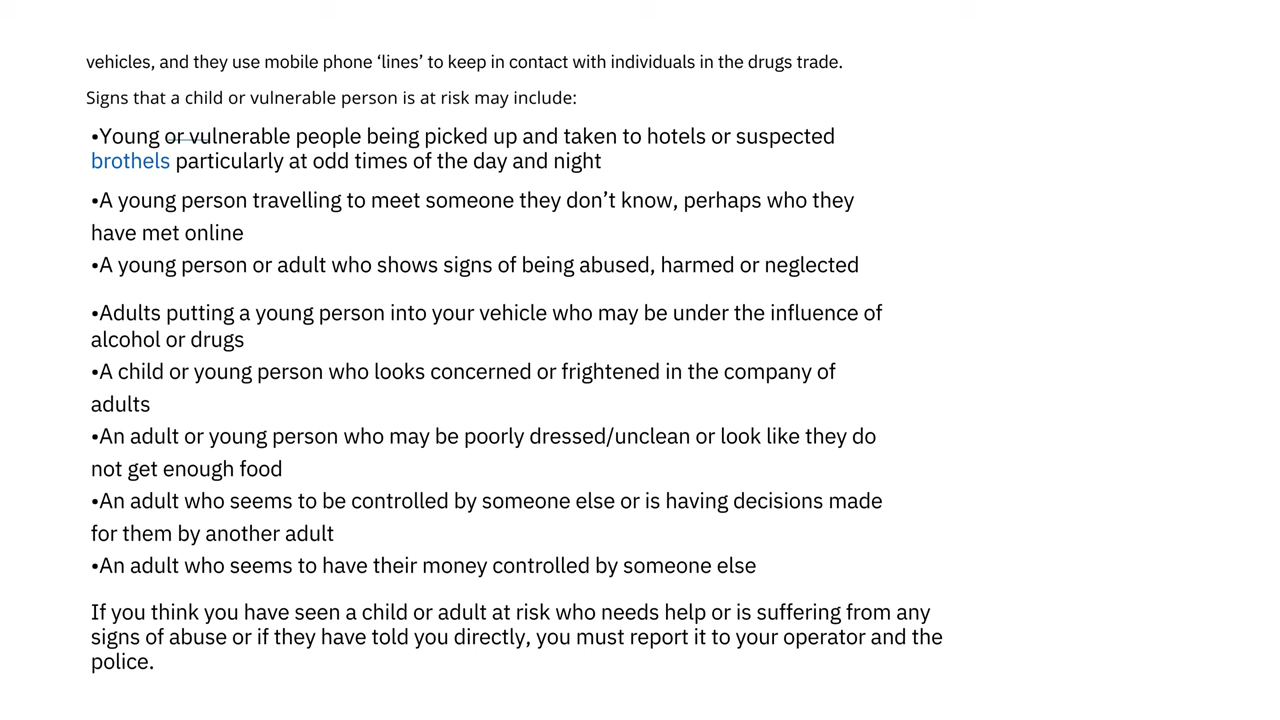 vehicles, and they use mobile phone ‘lines’ to keep in contact with individuals in the drugs trade.
Signs that a child or vulnerable person is at risk may include:
•Young or vulnerable people being picked up and taken to hotels or suspected
brothels particularly at odd times of the day and night
•A young person travelling to meet someone they don’t know, perhaps who they
have met online
•A young person or adult who shows signs of being abused, harmed or neglected
•Adults putting a young person into your vehicle who may be under the influence of
alcohol or drugs
•A child or young person who looks concerned or frightened in the company of
adults
•An adult or young person who may be poorly dressed/unclean or look like they do
not get enough food
•An adult who seems to be controlled by someone else or is having decisions made
for them by another adult
•An adult who seems to have their money controlled by someone else
If you think you have seen a child or adult at risk who needs help or is suffering from any
signs of abuse or if they have told you directly, you must report it to your operator and the
police.